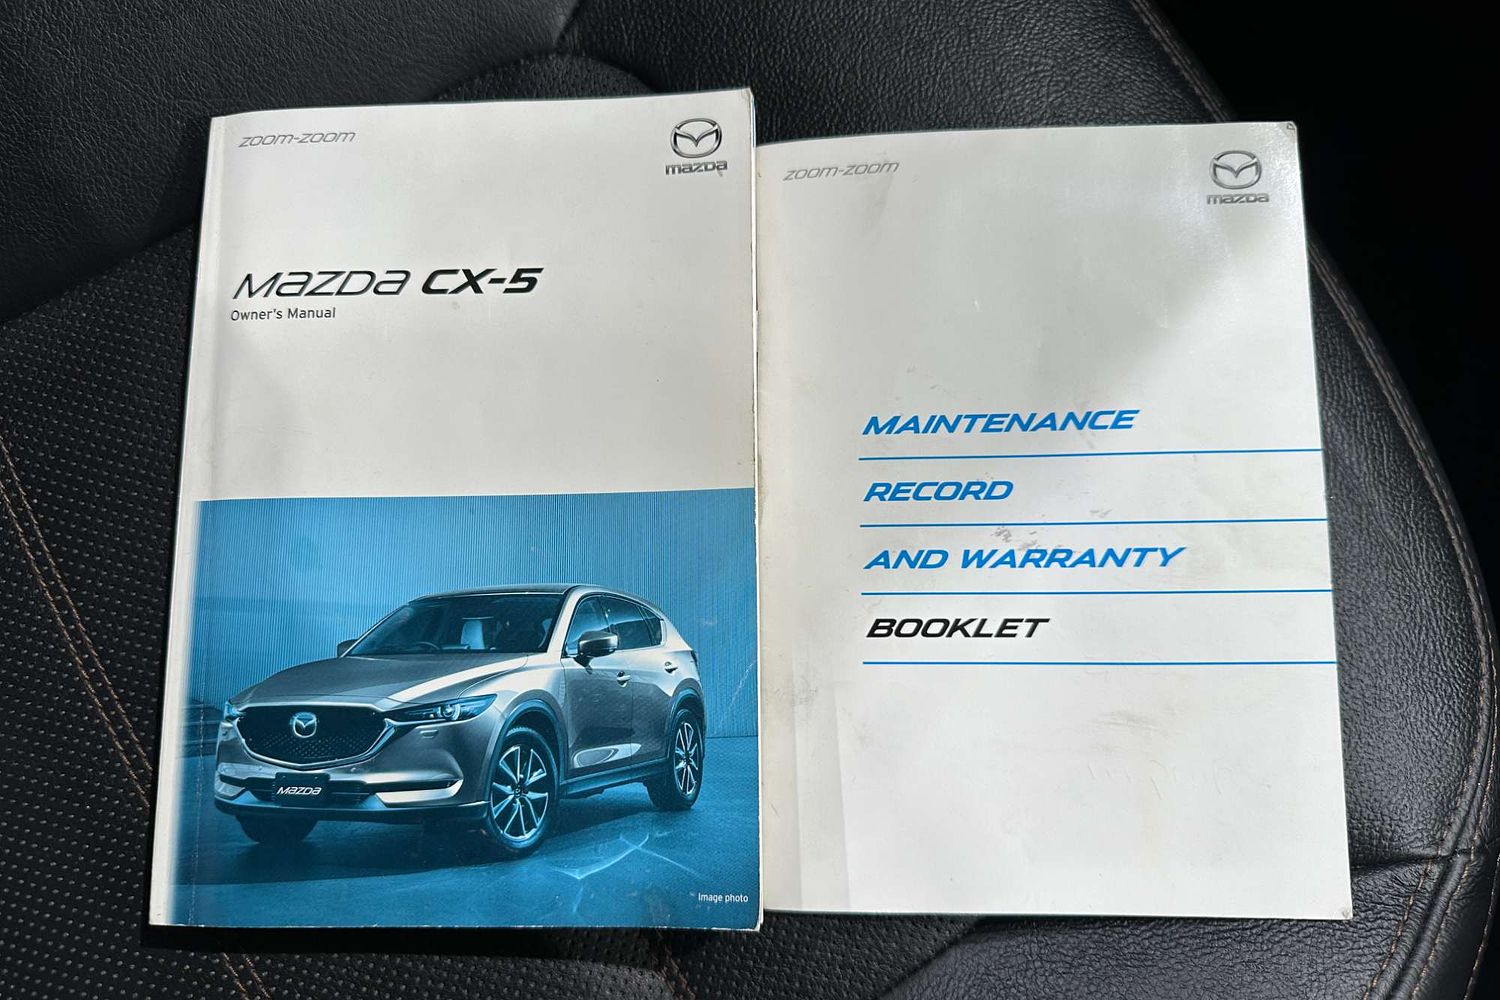 zoom-zoom
mazda
mazda CX-5
Owner's Manual
mazda
Image photo
zoom-zoom
mazda
MAINTENANCE
RECORD
AND WARRANTY
BOOKLET